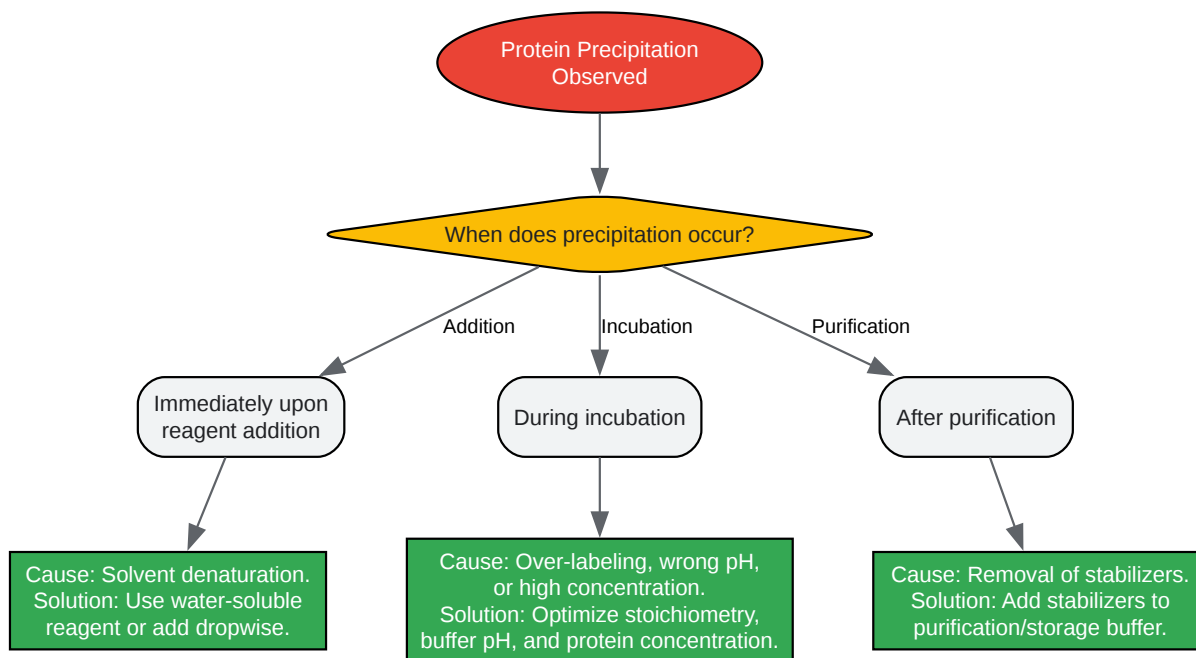 Protein Precipitation
Observed
When does precipitation occur?
Addition
Incubation
Purification
Immediately upon
reagent addition
During incubation
After purification
Cause: Solvent denaturation.
Solution: Use water-soluble
reagent or add dropwise.
Cause: Over-labeling, wrong pH,
or high concentration.
Solution: Optimize stoichiometry,
buffer pH, and protein concentration.
Cause: Removal of stabilizers.
Solution: Add stabilizers to
purification/storage buffer.